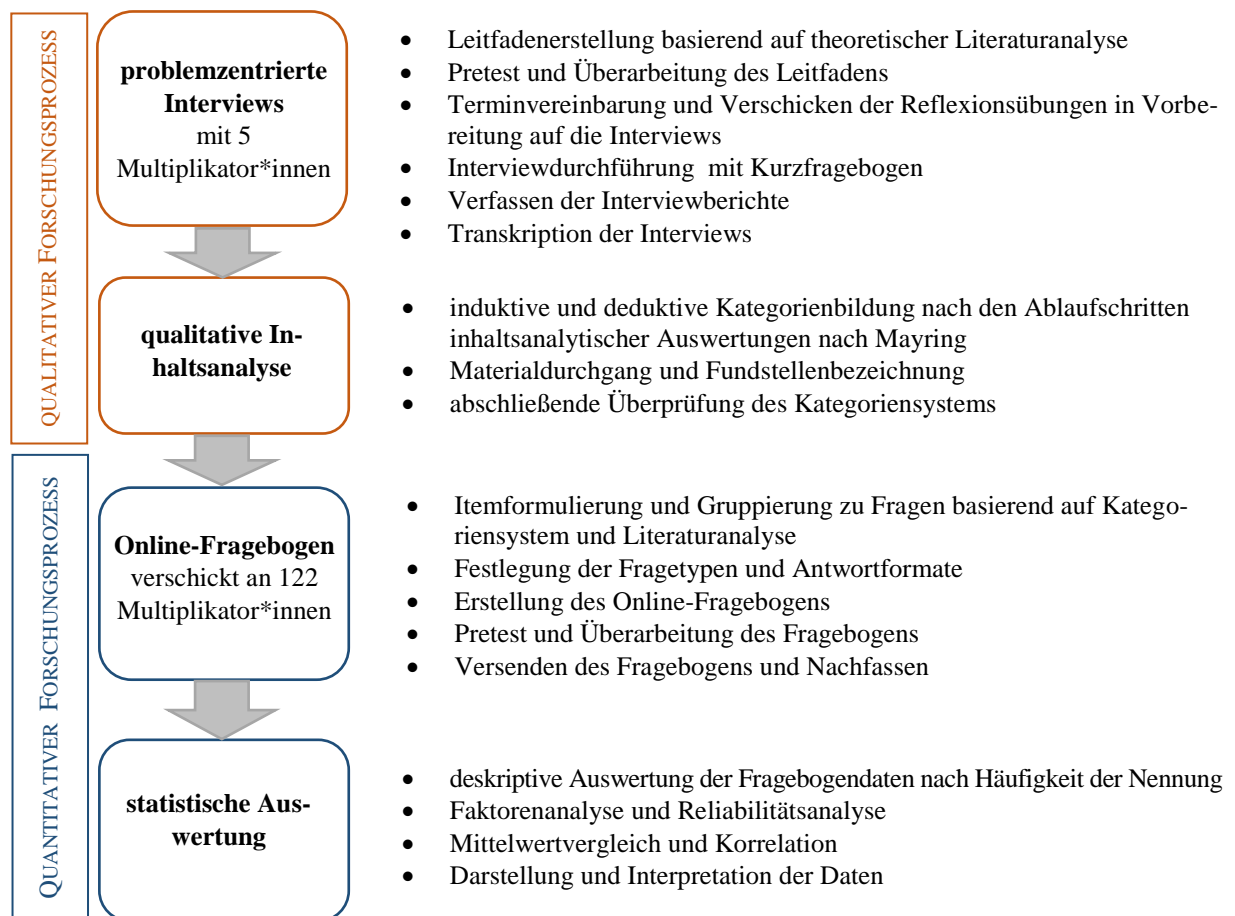 QUALITATIVER FORSCHUNGSPROZESS
problemzentrierte
Interviews
mit 5
Multiplikator*innen
• Leitfadenerstellung basierend auf theoretischer Literaturanalyse
• Pretest und Überarbeitung des Leitfadens
• Terminvereinbarung und Verschicken der Reflexionsübungen in Vorbe-
reitung auf die Interviews
• Interviewdurchführung mit Kurzfragebogen
• Verfassen der Interviewberichte
• Transkription der Interviews
qualitative In-
haltsanalyse
• induktive und deduktive Kategorienbildung nach den Ablaufschritten
inhaltsanalytischer Auswertungen nach Mayring
• Materialdurchgang und Fundstellenbezeichnung
• abschließende Überprüfung des Kategoriensystems
QUANTITATIVER FORSCHUNGSPROZESS
Online-Fragebogen
verschickt an 122
Multiplikator*innen
• Itemformulierung und Gruppierung zu Fragen basierend auf Katego-
riensystem und Literaturanalyse
• Festlegung der Fragetypen und Antwortformate
• Erstellung des Online-Fragebogens
• Pretest und Überarbeitung des Fragebogens
• Versenden des Fragebogens und Nachfassen
statistische Aus-
wertung
• deskriptive Auswertung der Fragebogendaten nach Häufigkeit der Nennung
• Faktorenanalyse und Reliabilitätsanalyse
• Mittelwertvergleich und Korrelation
• Darstellung und Interpretation der Daten